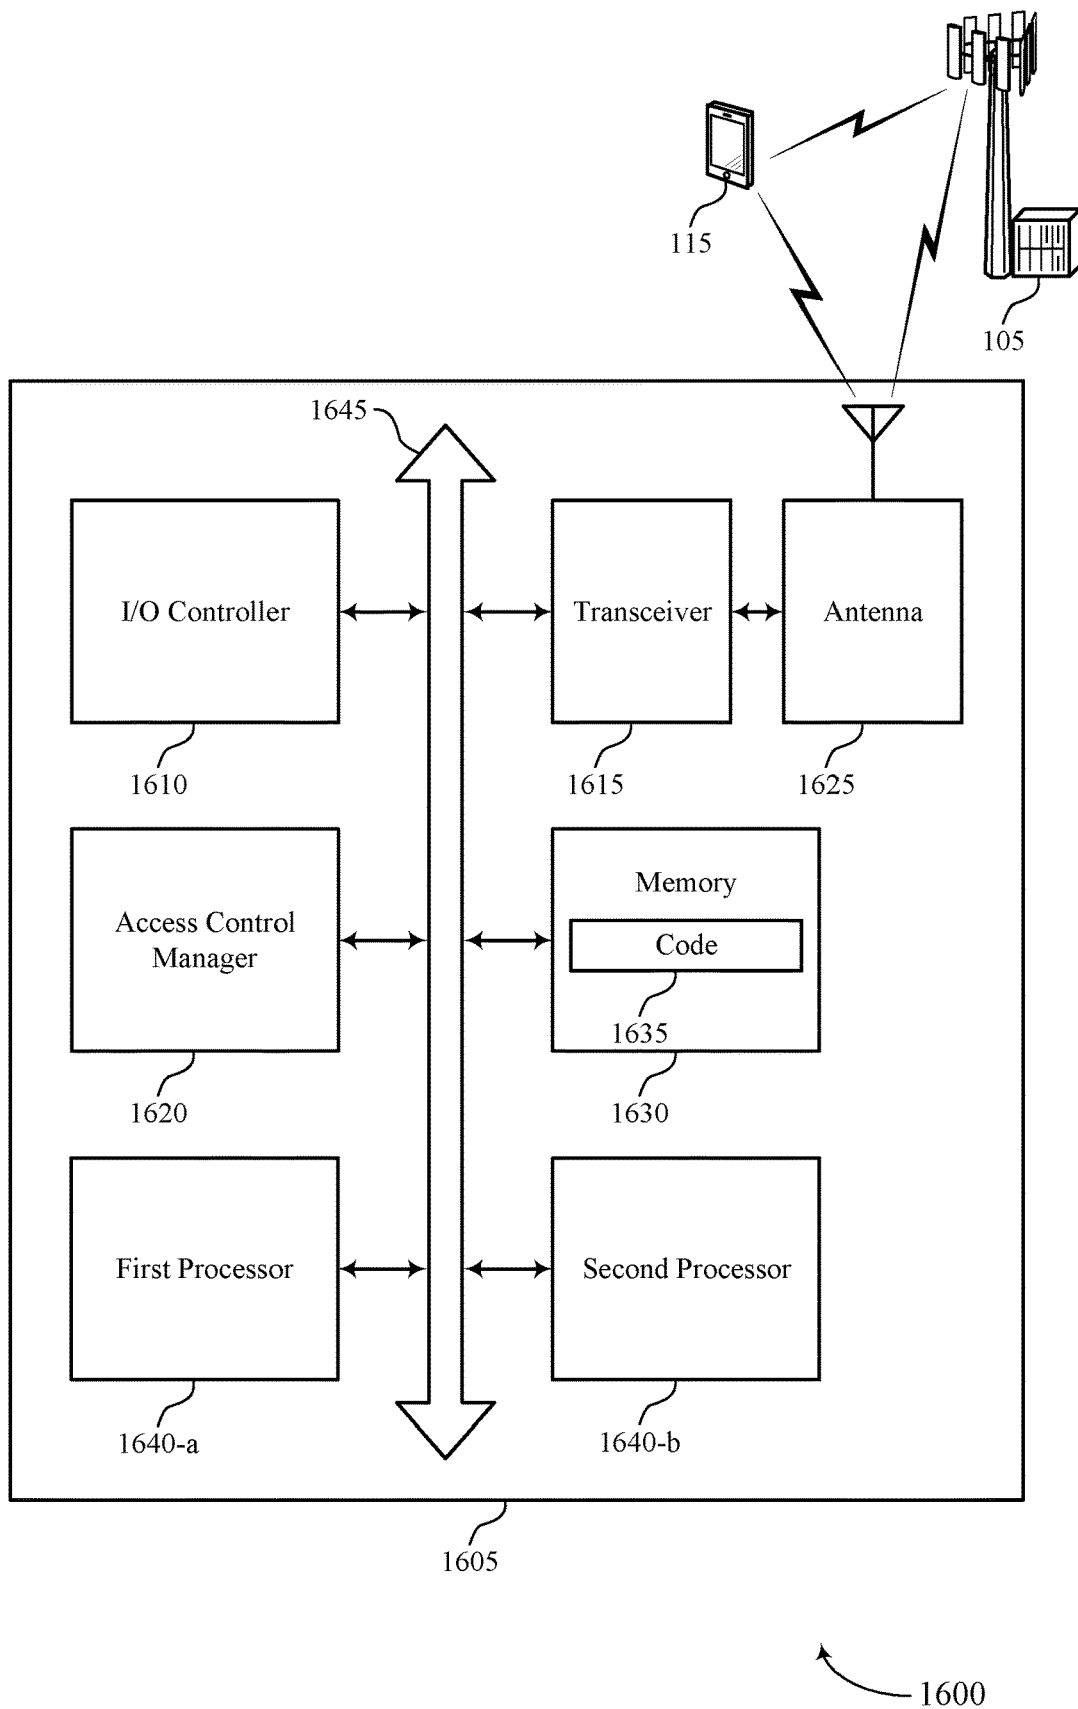 115
105
1645
I/O Controller
Transceiver
Antenna
1610
1615
1625
Access Control
Manager
Memory
Code
1635
1620
1630
First Processor
Second Processor
1640-a
1640-b
1605
1600